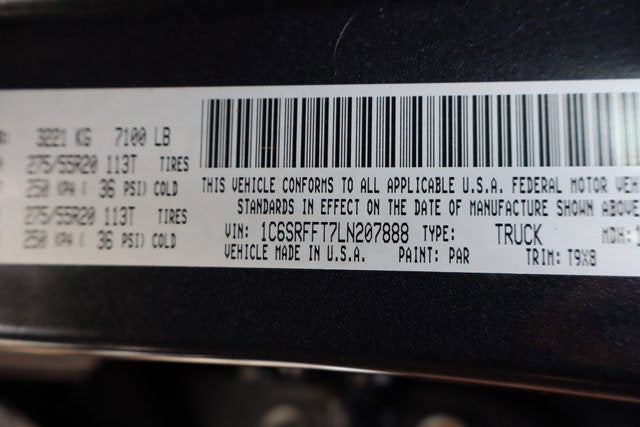 3221 KG 7100 LB
275/55R20 113T TIRES
250 KPA ( 36 PSI) COLD
275/55R20 113T TIRES
250 KPA ( 36 PSI) COLD
THIS VEHICLE CONFORMS TO ALL APPLICABLE U.S.A. FEDERAL MOTOR
STANDARDS IN EFFECT ON THE DATE OF MANUFACTURE SHOWN ABOVE
VIN: 1C6SRFFT7LN207888 TYPE: TRUCK MDH:
VEHICLE MADE IN U.S.A. PAINT: PAR TRIM: T9X8